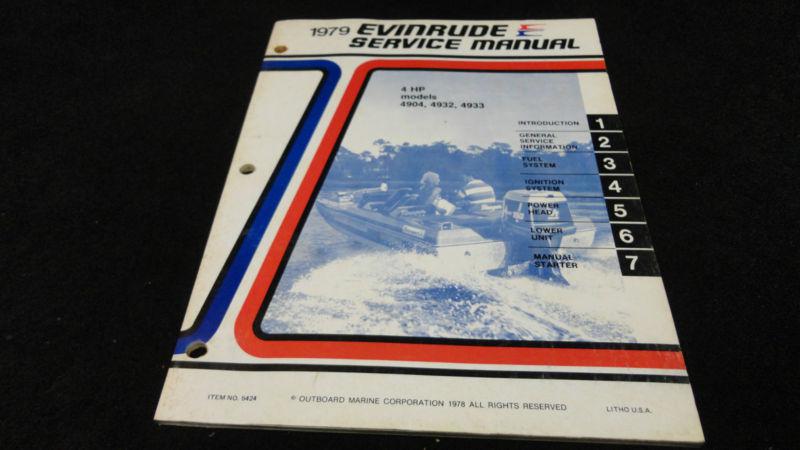 1979 EVINRUDE
SERVICE MANUAL
4 HP
models
4904, 4932, 4933
INTRODUCTION 1
GENERAL
SERVICE
INFORMATION 2
FUEL
SYSTEM 3
IGNITION
SYSTEM 4
POWER
HEAD 5
LOWER
UNIT 6
MANUAL
STARTER 7
ITEM NO. 5424
© OUTBOARD MARINE CORPORATION 1978 ALL RIGHTS RESERVED
LITHO U.S.A.